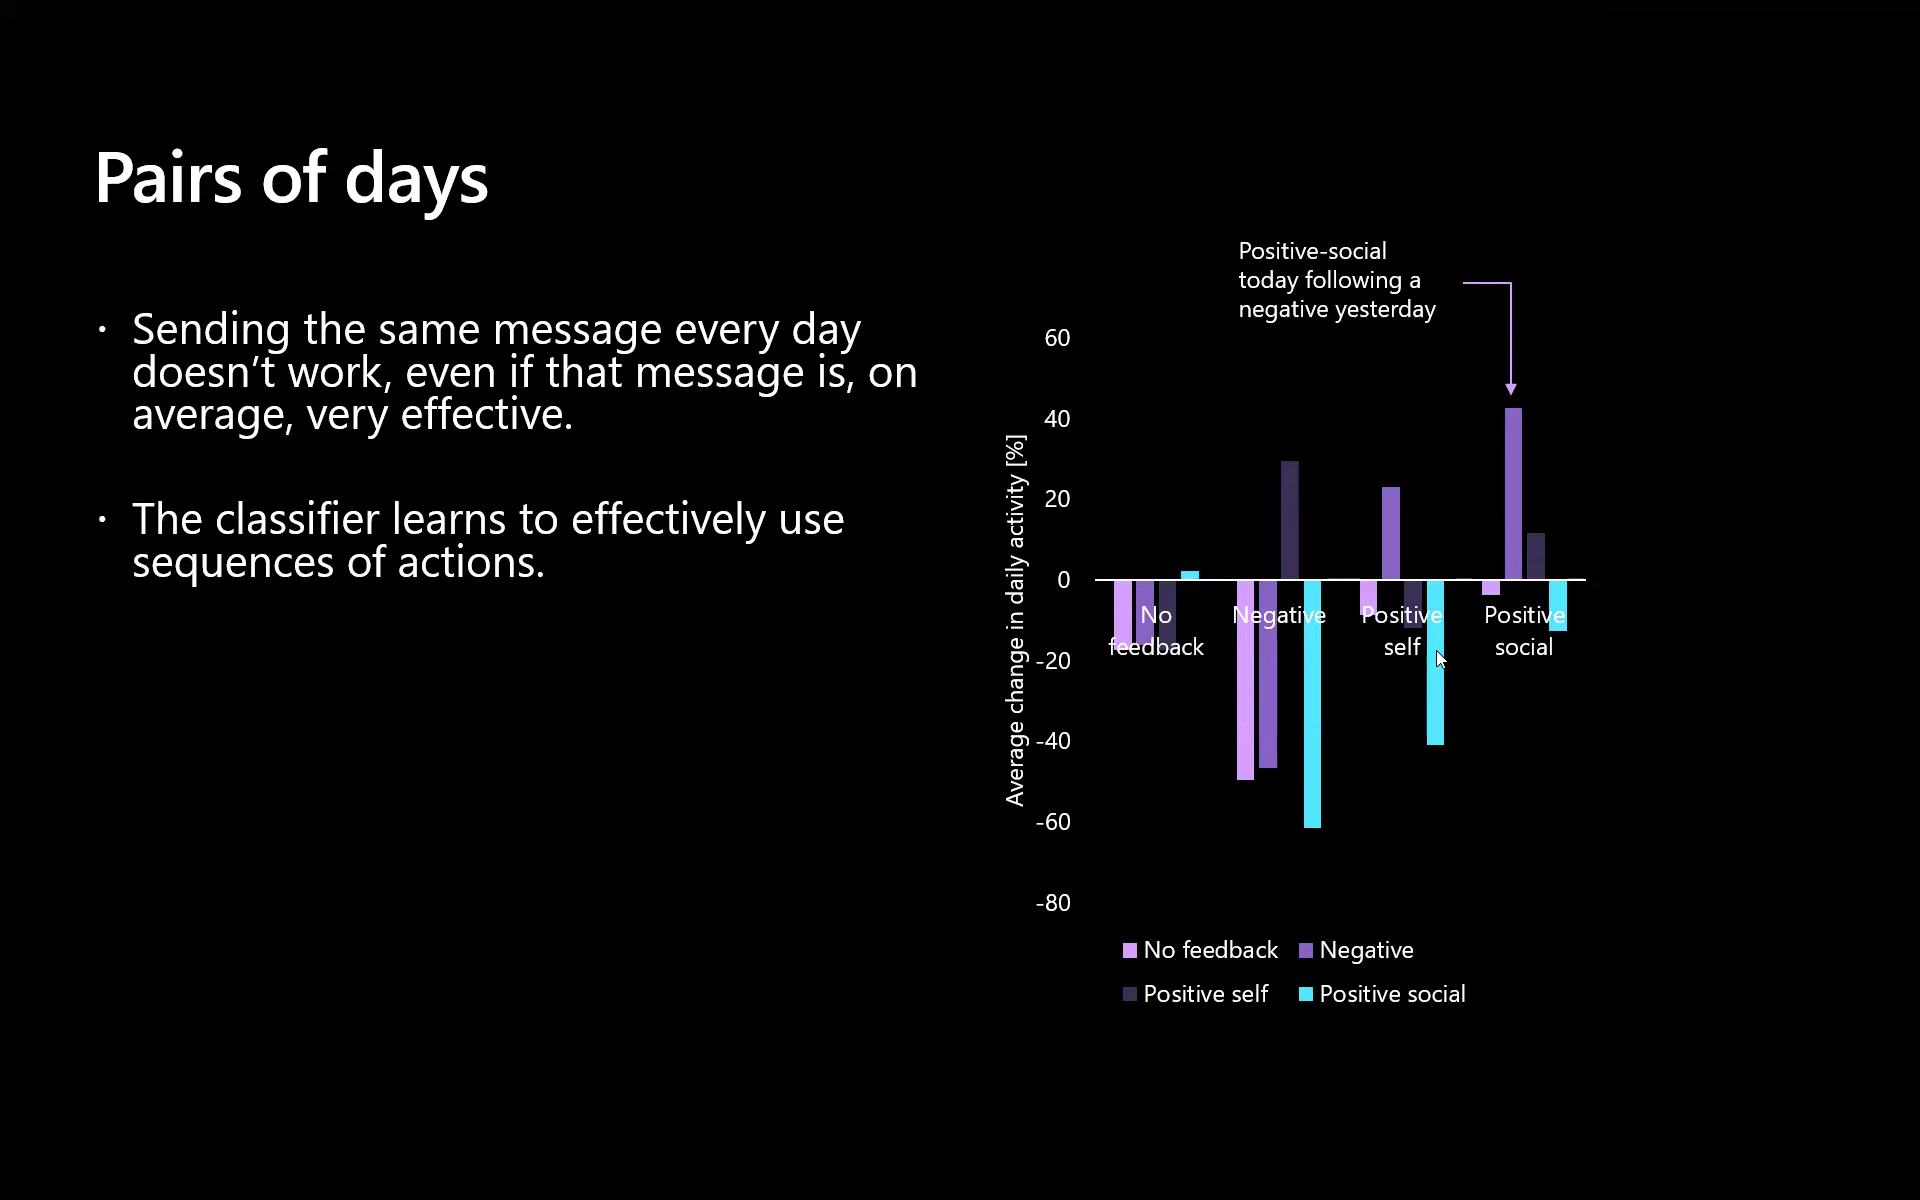 Pairs of days
· Sending the same message every day
doesn’t work, even if that message is, on
average, very effective.
· The classifier learns to effectively use
sequences of actions.
Positive-social
today following a
negative yesterday
Average change in daily activity [%]
60
40
20
0
-20
-40
-60
-80
No
feedback
Negative
Positive
self
Positive
social
No feedback
Negative
Positive self
Positive social